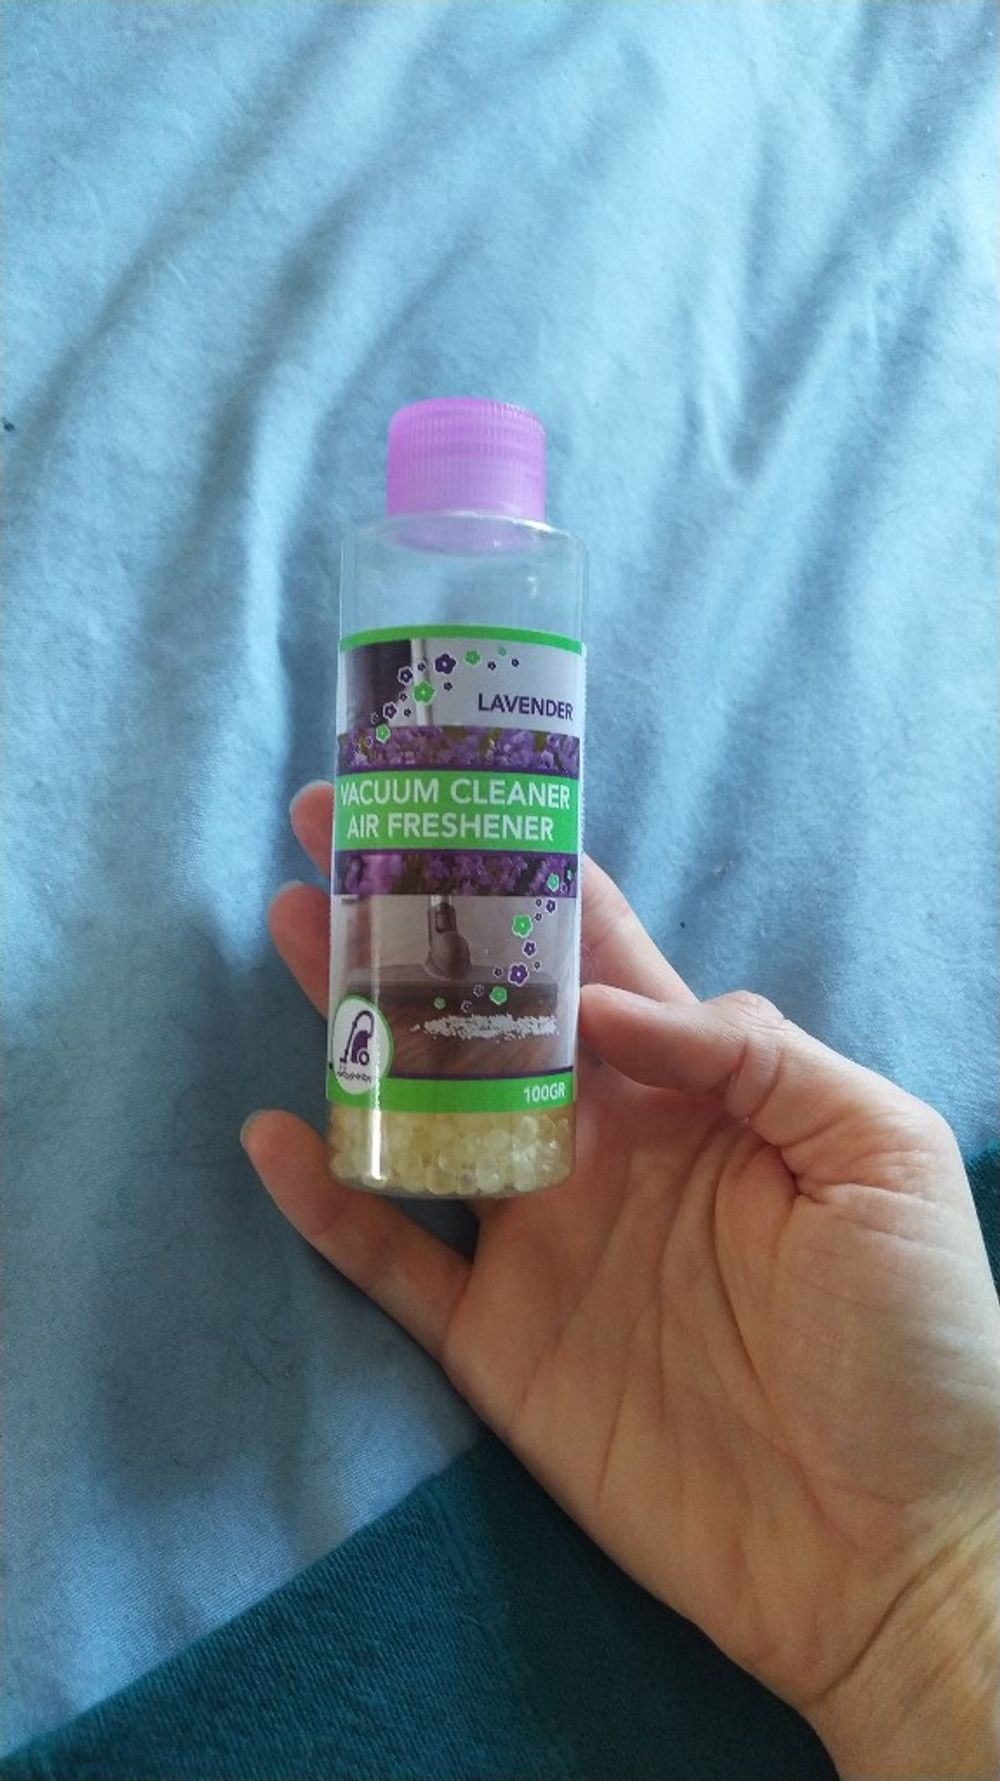 LAVENDER
VACUUM CLEANER
AIR FRESHENER
100GR